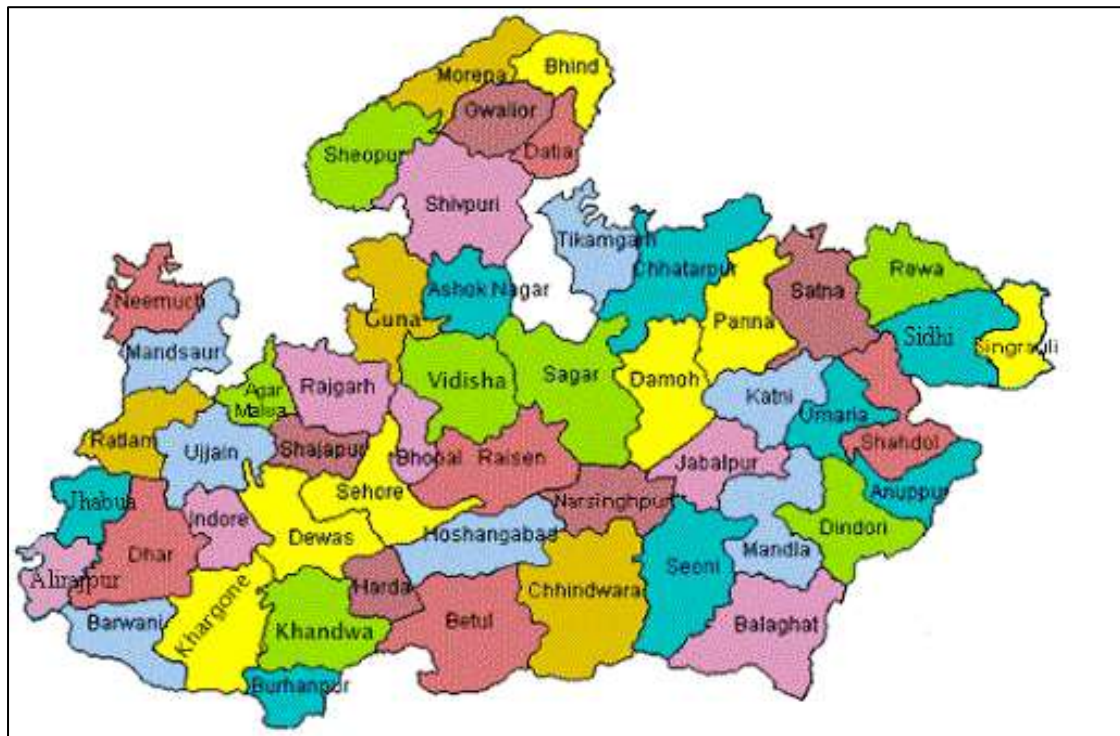 Bhind
Morena
Gwalior
Datia
Sheopur
Shivpuri
Tikamgarh
Chhatarpur
Rewa
Satna
Neemuch
Ashok Nagar
Guna
Panna
Sidhi
Singrauli
Mandsaur
Rajgarh
Vidisha
Sagar
Damoh
Katni
Agar
Malwa
Umaria
Ratlam
Ujjain
Shajapur
Bhopal
Raisen
Jabalpur
Shahdol
Jhabua
Sehore
Narsinghpur
Anuppur
Indore
Dewas
Hoshangabad
Dindori
Dhar
Mandla
Alirajpur
Harda
Chhindwara
Seoni
Barwani
Khargone
Khandwa
Betul
Balaghat
Burhanpur